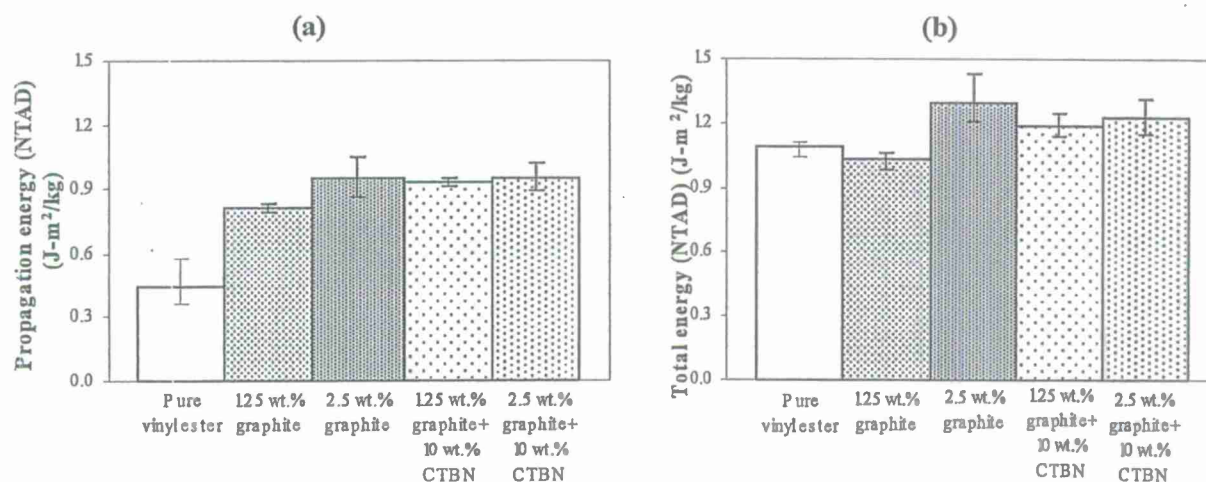 (a)
Propagation energy (NTAD)
(J-m²/kg)
1.5
1.2
0.9
0.6
0.3
0.0
Pure
vinylester
1.25 wt.%
graphite
2.5 wt.%
graphite
1.25 wt.%
graphite+
10 wt.%
CTBN
2.5 wt.%
graphite+
10 wt.%
CTBN
(b)
Total energy (NTAD) (J-m²/kg)
1.5
1.2
0.9
0.6
0.3
0.0
Pure
vinylester
1.25 wt.%
graphite
2.5 wt.%
graphite
1.25 wt.%
graphite+
10 wt.%
CTBN
2.5 wt.%
graphite+
10 wt.%
CTBN